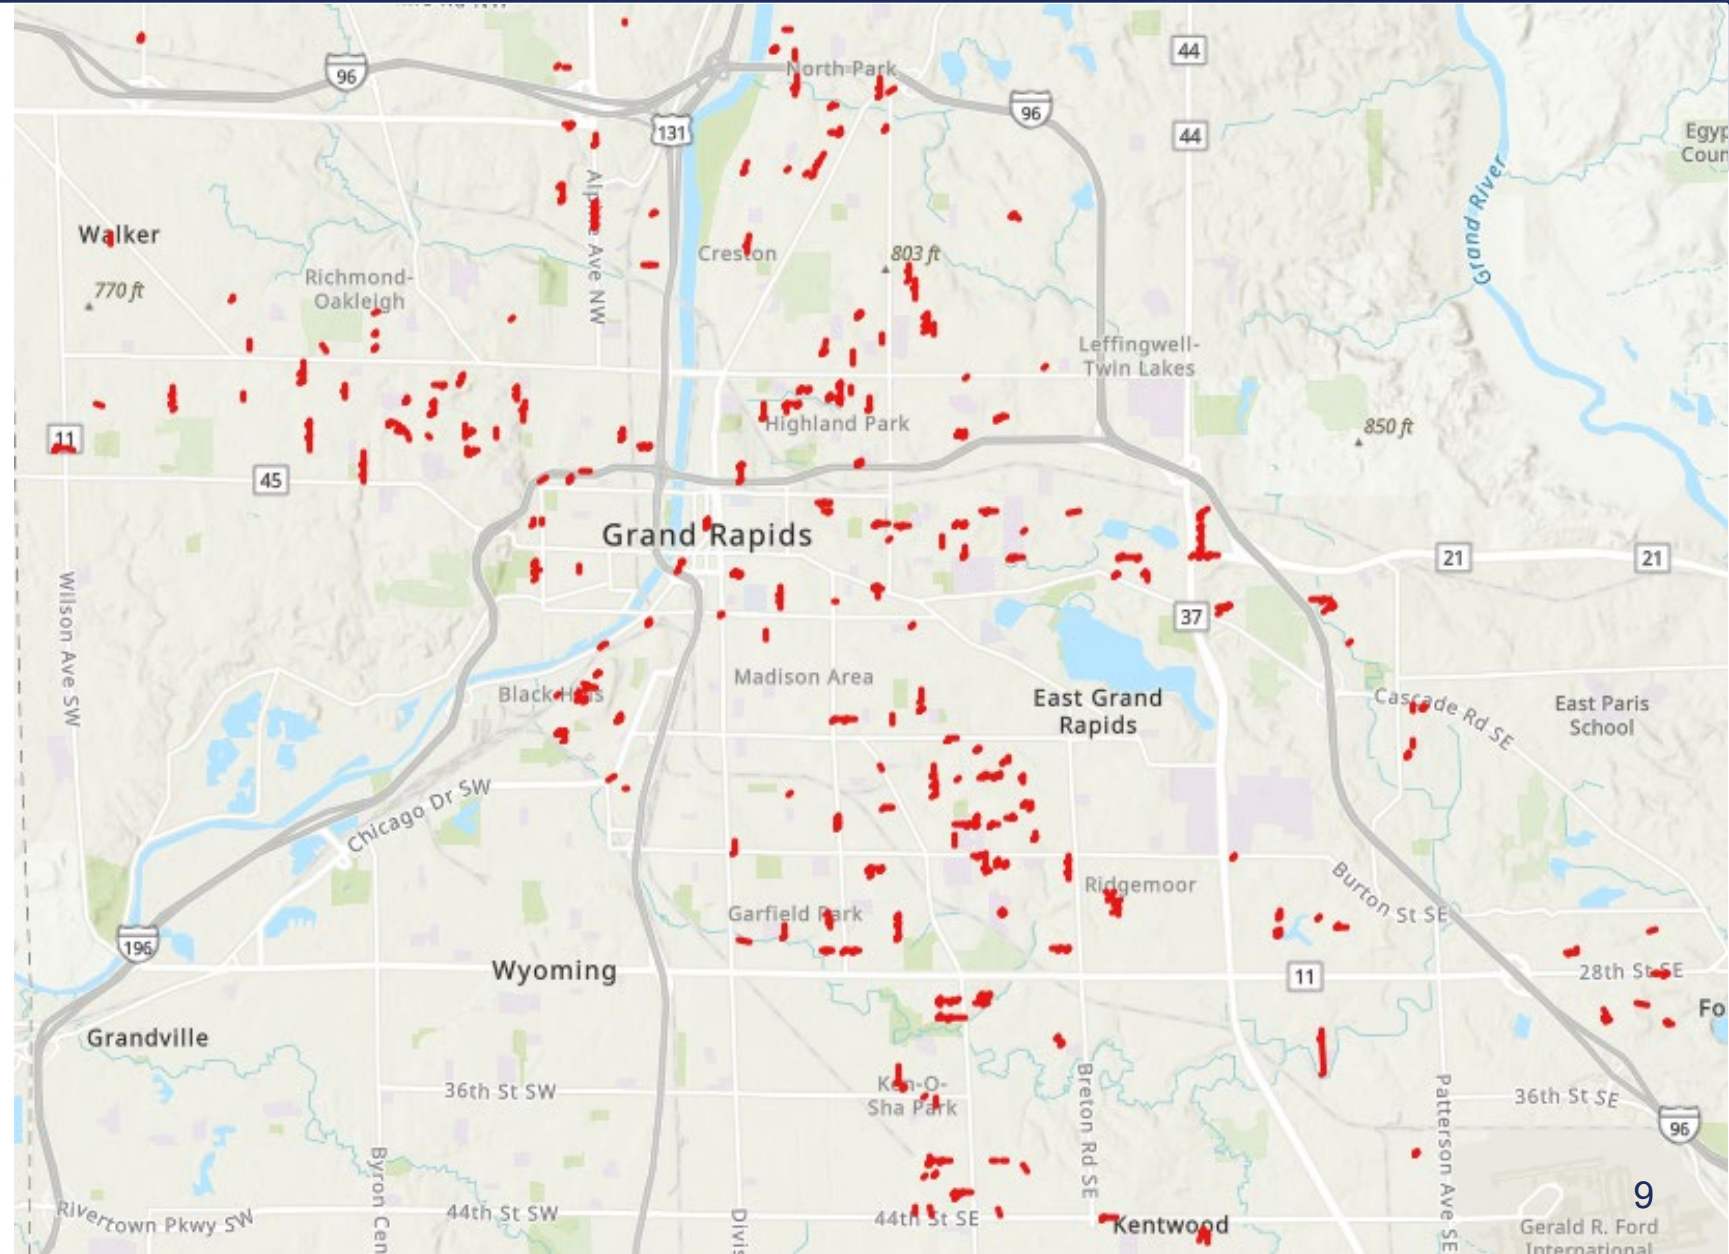 96
North Park
44
96
131
44
Egyp
Coun
Alpine Ave NW
Grand River
Walker
Creston
803 ft
Richmond-
Oakleigh
770 ft
Leffingwell-
Twin Lakes
Highland Park
850 ft
11
45
Grand Rapids
21
21
Wilson Ave SW
37
Madison Area
Black Hills
East Grand
Rapids
Cascade Rd SE
East Paris
School
Chicago Dr SW
Burton St SE
Ridgemoor
Garfield Park
196
Wyoming
11
28th St SE
Fo
Grandville
36th St SW
Ken-O-
Sha Park
Breton Rd SE
Patterson Ave SE
36th St SE
96
Byron Cen
Rivertown Pkwy SW
44th St SW
Divis
44th St SE
Kentwood
9
Gerald R. Ford
International